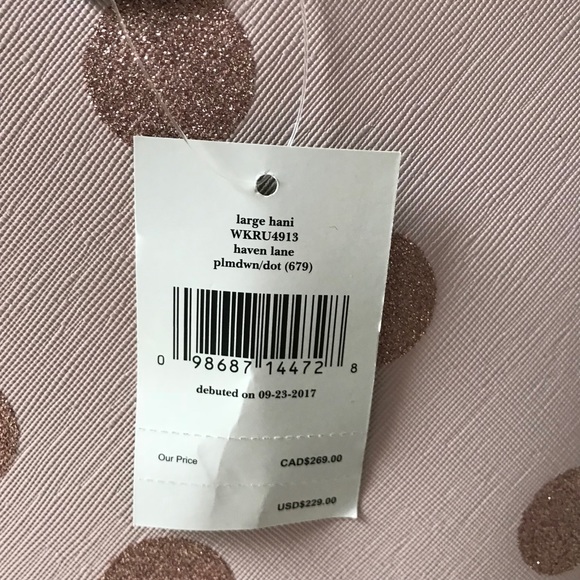 large hani
WKRU4913
haven lane
plmdwn/dot (679)
0 98687 14472 8
debuted on 09-23-2017
Our Price CAD$269.00
USD$229.00